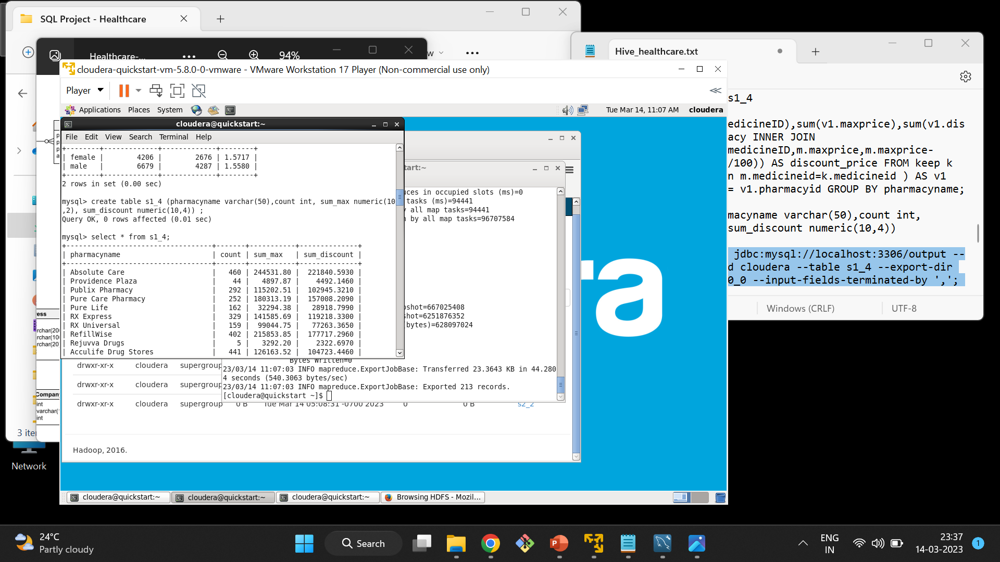 SQL Project - Healthcare
Healthcare-...
94%
Hive_healthcare.txt
cloudera-quickstart-vm-5.8.0-0-vmware - VMware Workstation 17 Player (Non-commercial use only)
Player
Applications Places System
Tue Mar 14, 11:07 AM cloudera
cloudera@quickstart:~
File Edit View Search Terminal Help
+--------+-------------+-------------+--------+
| female | 4206 | 2676 | 1.5717 |
| male | 6679 | 4287 | 1.5580 |
+--------+-------------+-------------+--------+
2 rows in set (0.00 sec)
mysql> create table s1_4 (pharmacyname varchar(50),count int, sum_max numeric(10
,2), sum_discount numeric(10,4)) ;
Query OK, 0 rows affected (0.01 sec)
mysql> select * from s1_4;
+----------------------------------+-------+-----------+--------------+
| pharmacyname | count | sum_max | sum_discount |
+----------------------------------+-------+-----------+--------------+
| Absolute Care | 460 | 244531.80 | 221840.5930 |
| Providence Plaza | 44 | 4897.87 | 4492.1460 |
| Publix Pharmacy | 292 | 115202.51 | 102945.3210 |
| Pure Care Pharmacy | 252 | 180313.19 | 157008.2090 |
| Pure Life | 162 | 32294.38 | 28918.7990 |
| RX Express | 329 | 141585.69 | 119218.3300 |
| RX Universal | 159 | 99044.75 | 77263.3650 |
| RefillWise | 402 | 215853.85 | 177717.2960 |
| Rejuvva Drugs | 5 | 3292.20 | 2322.6970 |
| Acculife Drug Stores | 441 | 126163.52 | 104723.4460 |
tart:~
uces in occupied slots (ms)=0
tasks (ms)=94441
y all map tasks=94441
n by all map tasks=96707584
pshot=667025408
shot=6251876352
(bytes)=628097024
Bytes Written=0
23/03/14 11:07:03 INFO mapreduce.ExportJobBase: Transferred 23.3643 KB in 44.280
4 seconds (540.3063 bytes/sec)
23/03/14 11:07:03 INFO mapreduce.ExportJobBase: Exported 213 records.
[cloudera@quickstart ~]$
drwxr-xr-x cloudera supergroup
drwxr-xr-x cloudera supergroup
drwxr-xr-x cloudera supergroup 0 B Tue Mar 14 05:08:31 -0700 2023 0 0 B s2_2
Hadoop, 2016.
ra
s1_4
edicineID),sum(v1.maxprice),sum(v1.dis
acy INNER JOIN
medicineID,m.maxprice,m.maxprice-
/100)) AS discount_price FROM keep k
n m.medicineid=k.medicineid ) AS v1
= v1.pharmacyid GROUP BY pharmacyname;
macyname varchar(50),count int,
sum_discount numeric(10,4))
jdbc:mysql://localhost:3306/output --
d cloudera --table s1_4 --export-dir
0_0 --input-fields-terminated-by ',';
Windows (CRLF) UTF-8
ess
rchar(20
rchar(10
rchar(20)
Company
int
varchar(
int
3 iter
Network
cloudera@quickstart:~ cloudera@quickstart:~ cloudera@quickstart:~ Browsing HDFS - Mozil...
24°C
Partly cloudy
Search
ENG
IN
23:37
14-03-2023
1